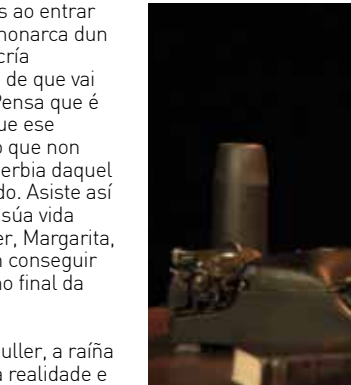 s ao entrar
monarca dun
cría
de que vai
Pensa que é
ue ese
o que non
erbia daquel
do. Asiste así
súa vida
er, Margarita,
n conseguir
no final da
uller, a raíña
a realidade e